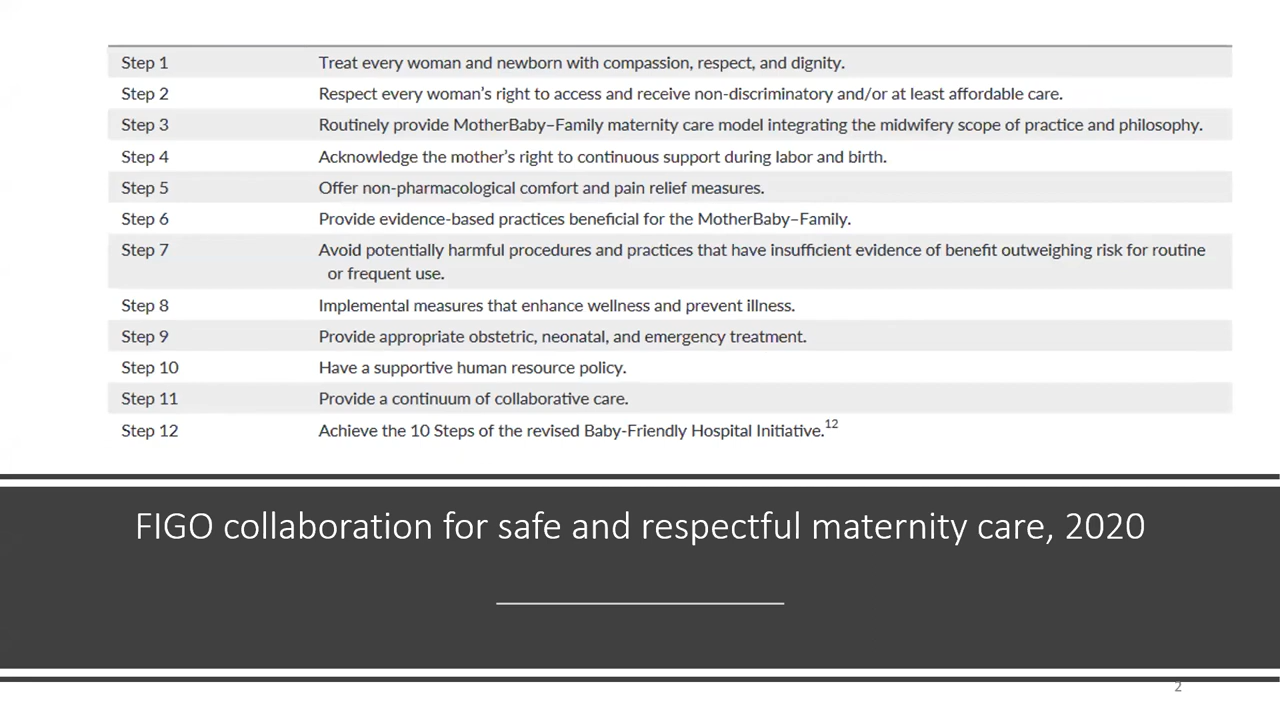 Step 1 Treat every woman and newborn with compassion, respect, and dignity.
Step 2 Respect every woman's right to access and receive non-discriminatory and/or at least affordable care.
Step 3 Routinely provide MotherBaby–Family maternity care model integrating the midwifery scope of practice and philosophy.
Step 4 Acknowledge the mother's right to continuous support during labor and birth.
Step 5 Offer non-pharmacological comfort and pain relief measures.
Step 6 Provide evidence-based practices beneficial for the MotherBaby–Family.
Step 7 Avoid potentially harmful procedures and practices that have insufficient evidence of benefit outweighing risk for routine
or frequent use.
Step 8 Implemental measures that enhance wellness and prevent illness.
Step 9 Provide appropriate obstetric, neonatal, and emergency treatment.
Step 10 Have a supportive human resource policy.
Step 11 Provide a continuum of collaborative care.
Step 12 Achieve the 10 Steps of the revised Baby-Friendly Hospital Initiative.12
FIGO collaboration for safe and respectful maternity care, 2020
2